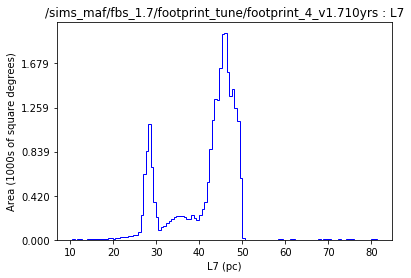 /sims_maf/fbs_1.7/footprint_tune/footprint_4_v1.710yrs : L7
Area (1000s of square degrees)
1.679
1.259
0.839
0.420
0.000
10 20 30 40 50 60 70 80
L7 (pc)